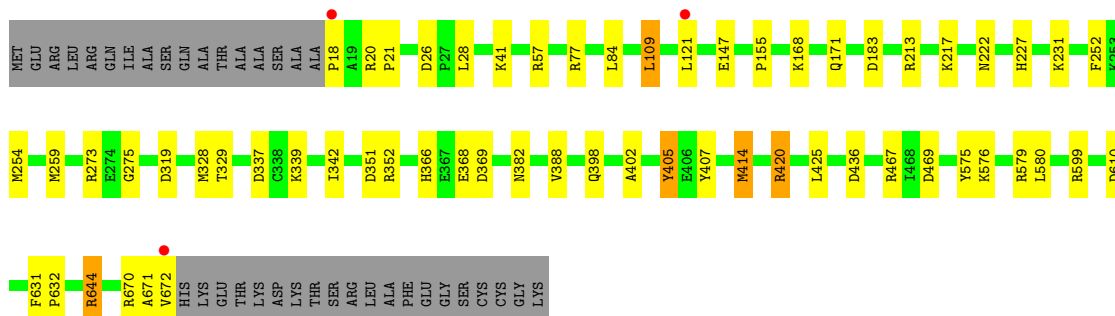 MET GLU ARG LEU ARG GLN ILE ALA SER GLN ALA THR ALA ALA SER ALA ALA P18 A19 R20 P21 D26 P27 L28 K41 R57 R77 L84 L109 L121 E147 P155 K168 Q171 D183 R213 K217 N222 H227 K231 F252 K253
M254 M259 R273 E274 G275 D319 M328 T329 D337 C338 K339 I342 D351 R352 H366 E367 E368 D369 N382 V388 Q398 A402 Y405 E406 Y407 M414 R420 L425 D436 R467 I468 D469 Y575 K576 R579 L580 R599 D610
F631 P632 R644 R670 A671 V672 HIS LYS GLU THR LYS ASP LYS THR SER ARG LEU ALA PHE GLU GLY SER CYS CYS GLY LYS